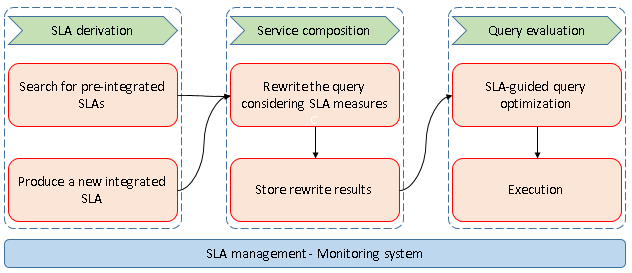 SLA derivation
Service composition
Query evaluation
Search for pre-integrated
SLAs
Rewrite the query
considering SLA measures
C
SLA-guided query
optimization
Produce a new integrated
SLA
Store rewrite results
Execution
SLA management - Monitoring system